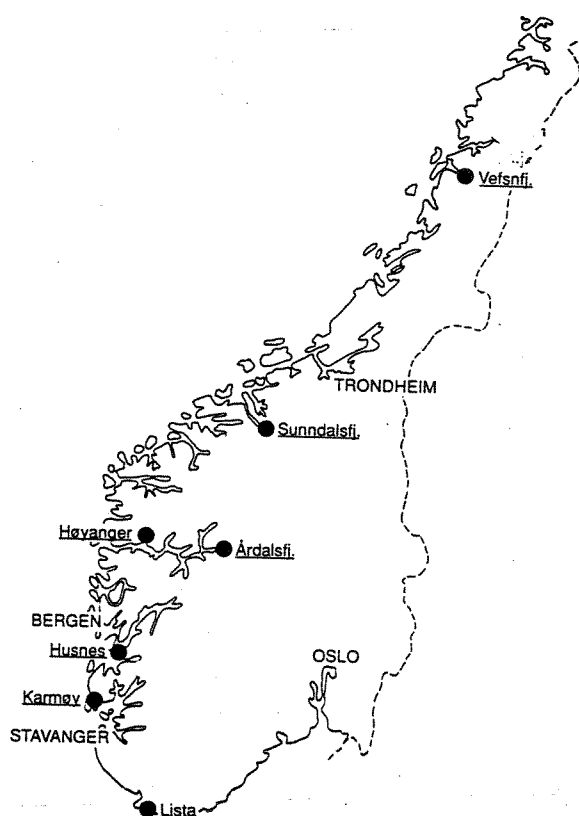 Vefsnfj.
TRONDHEIM
Sunndalsfj.
Høyanger
Årdalsfj.
BERGEN
Husnes
OSLO
Karmøy
STAVANGER
Lista